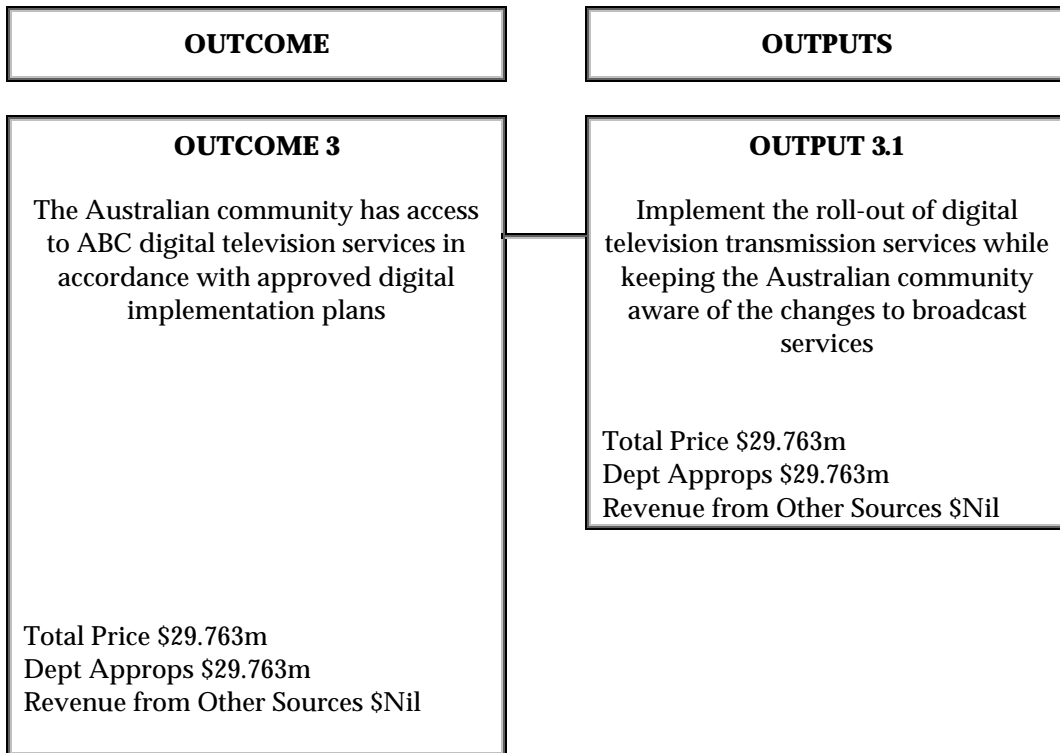 OUTCOME
OUTPUTS
OUTCOME 3
The Australian community has access
to ABC digital television services in
accordance with approved digital
implementation plans
Total Price $29.763m
Dept Approps $29.763m
Revenue from Other Sources $Nil
OUTPUT 3.1
Implement the roll-out of digital
television transmission services while
keeping the Australian community
aware of the changes to broadcast
services
Total Price $29.763m
Dept Approps $29.763m
Revenue from Other Sources $Nil